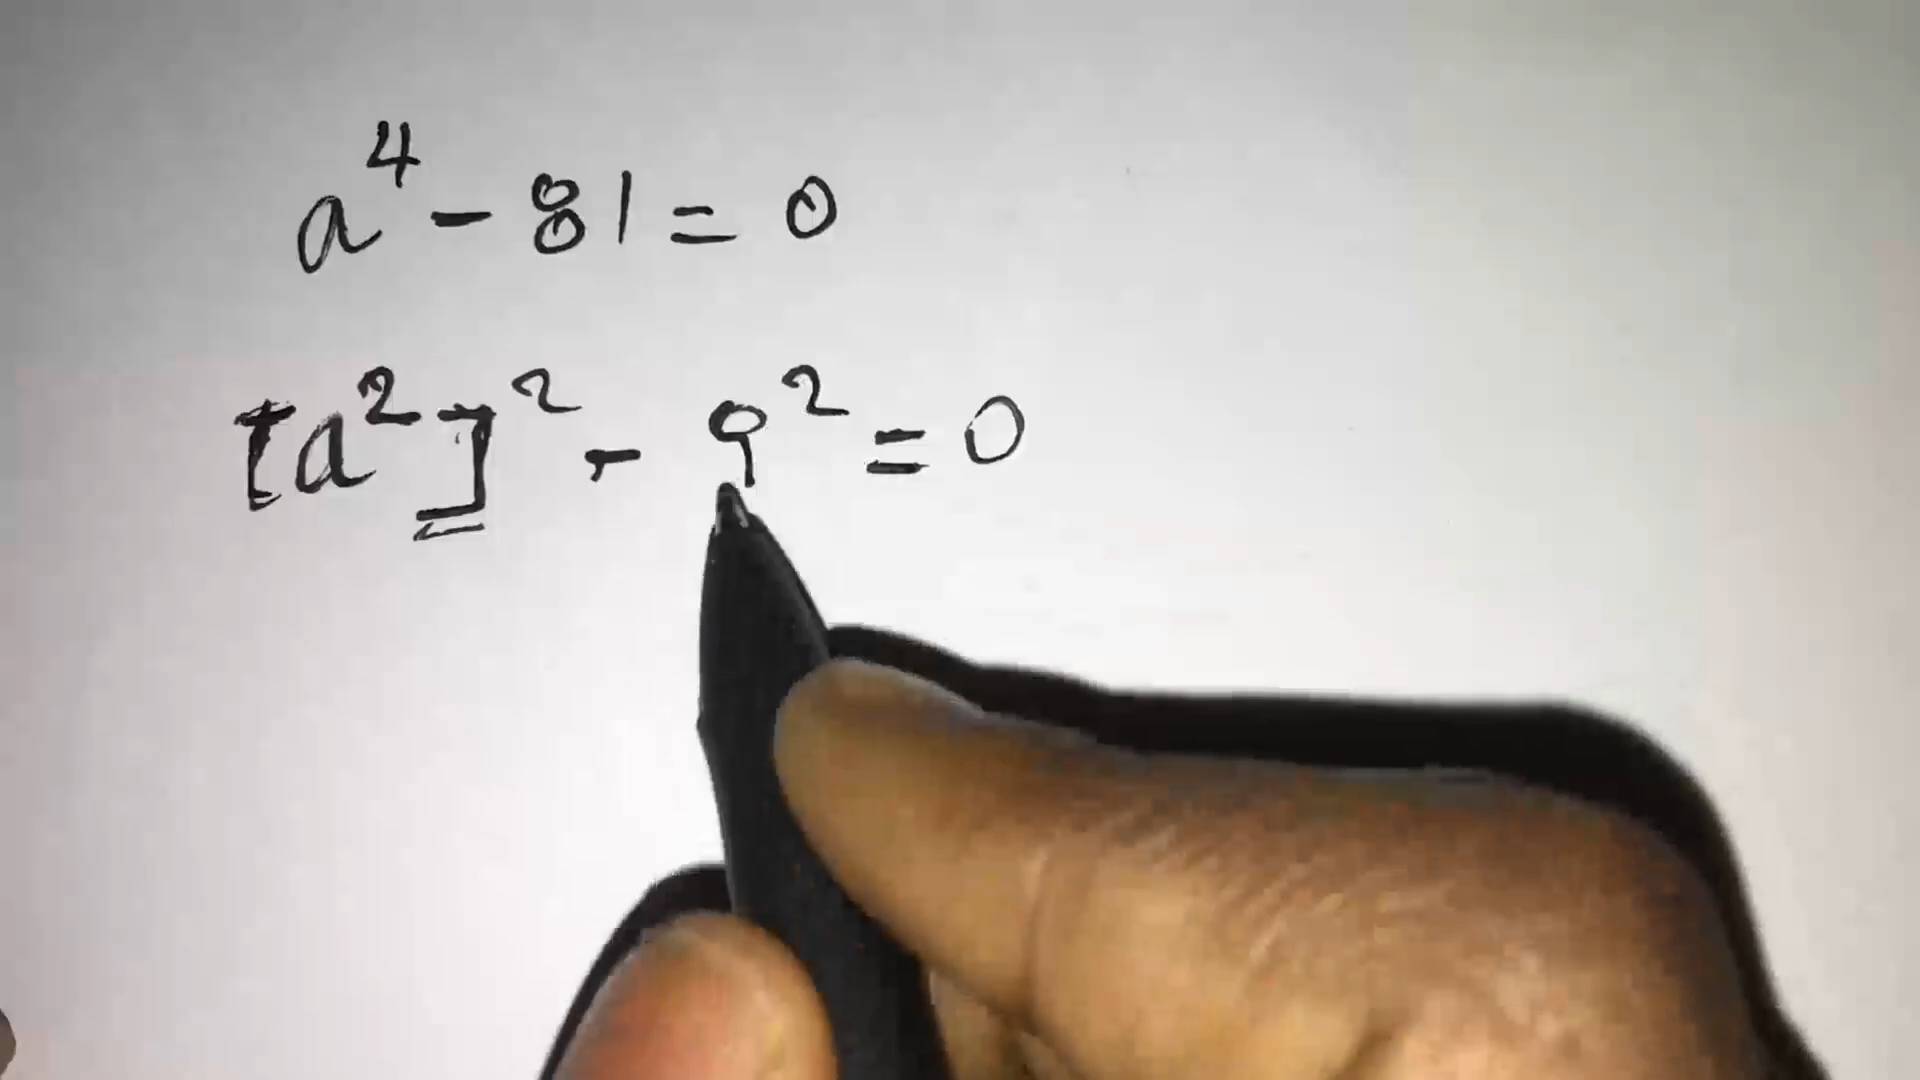 a⁴ - 81 = 0
[a²]² - 9² = 0